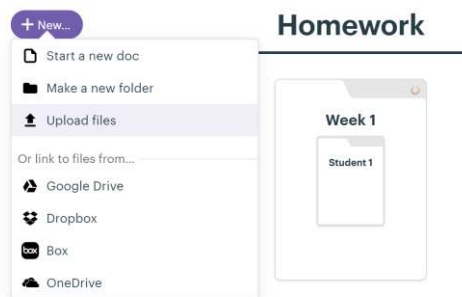 + New...
Start a new doc
Make a new folder
Upload files
Or link to files from...
Google Drive
Dropbox
box Box
OneDrive
Homework
Week 1
Student 1